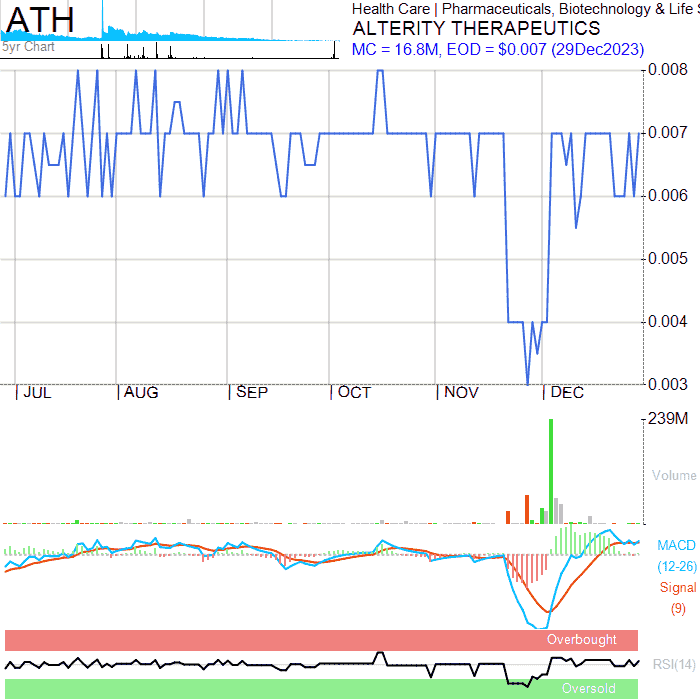 ATH
5yr Chart
Health Care | Pharmaceuticals, Biotechnology & Life S
ALTERITY THERAPEUTICS
MC = 16.8M, EOD = $0.007 (29Dec2023)
0.008
0.007
0.006
0.005
0.004
0.003
JUL AUG SEP OCT NOV DEC
239M
Volume
MACD
(12-26)
Signal
(9)
Overbought
RSI(14)
Oversold